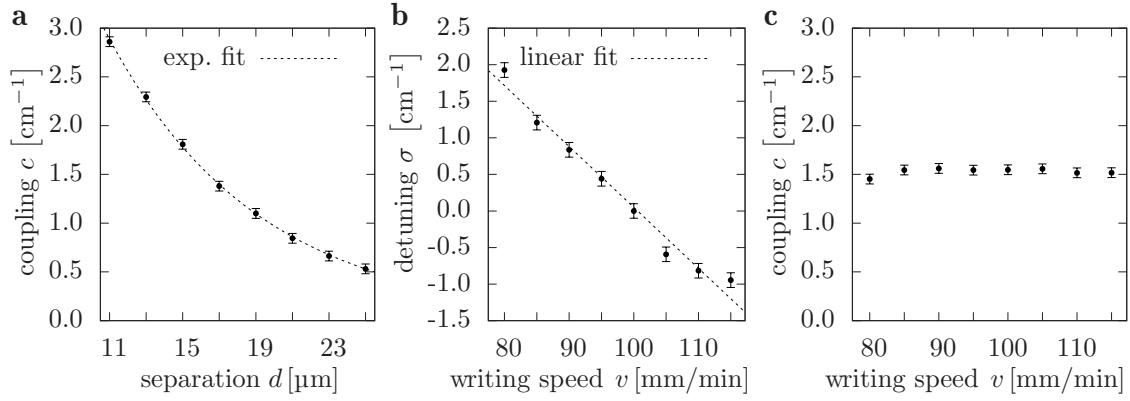 a
3.0
2.5
2.0
1.5
1.0
0.5
0.0
coupling c [cm⁻¹]
exp. fit
11 15 19 23
separation d [µm]
b
2.0
1.5
1.0
0.5
0.0
-0.5
-1.0
-1.5
detuning σ [cm⁻¹]
linear fit
80 90 100 110
writing speed v [mm/min]
c
3.0
2.5
2.0
1.5
1.0
0.5
0.0
coupling c [cm⁻¹]
80 90 100 110
writing speed v [mm/min]